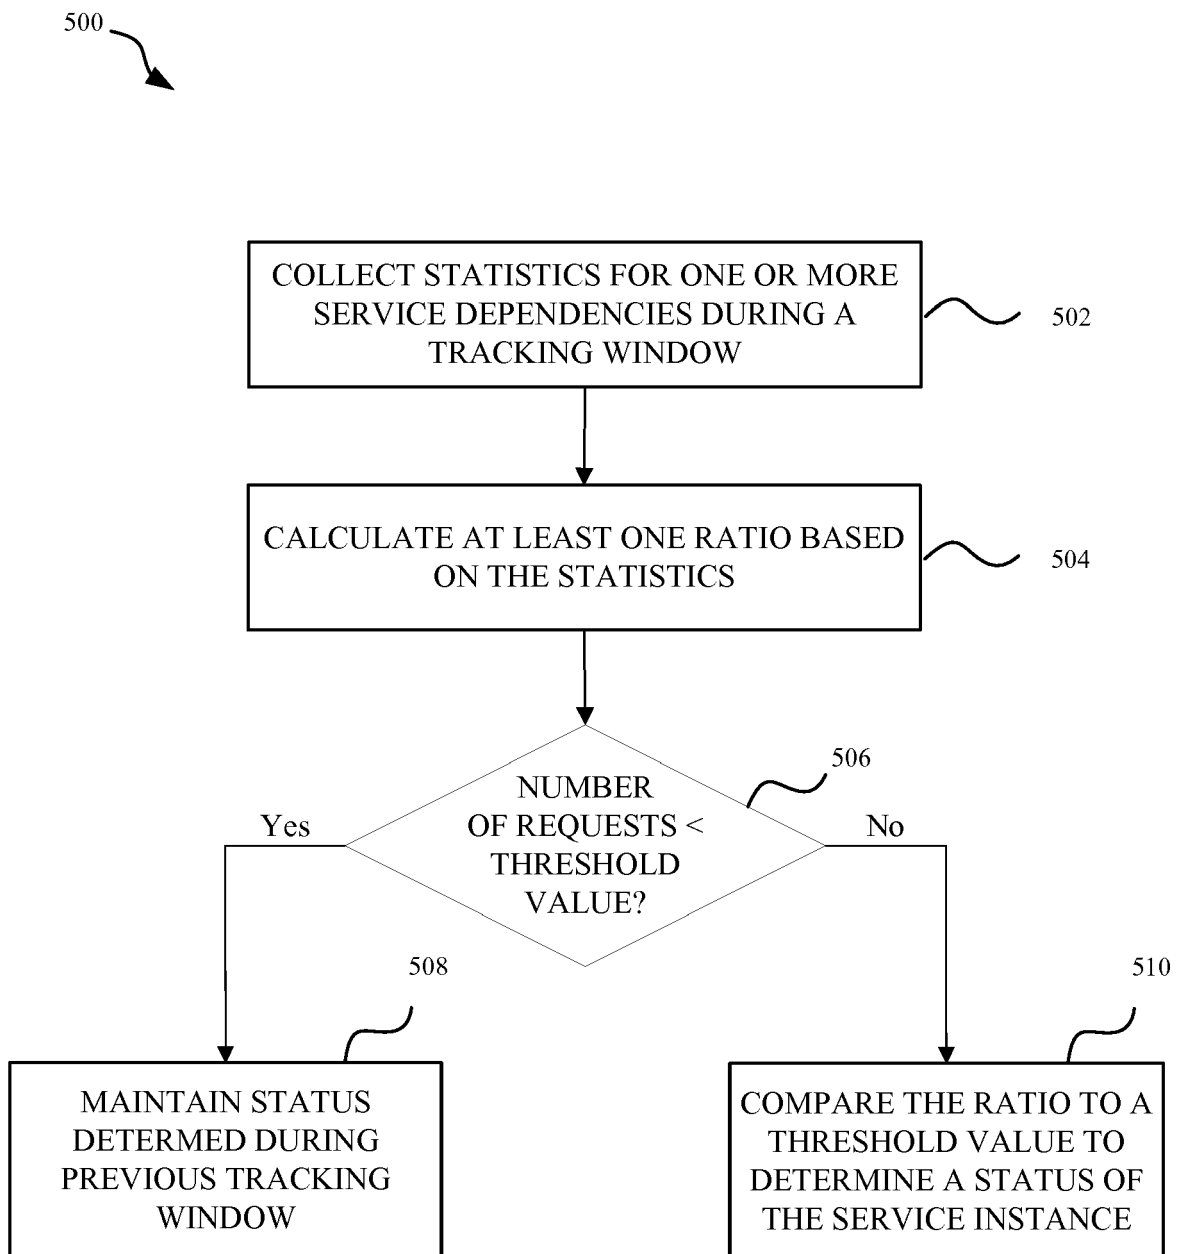 500
COLLECT STATISTICS FOR ONE OR MORE
SERVICE DEPENDENCIES DURING A
TRACKING WINDOW
502
CALCULATE AT LEAST ONE RATIO BASED
ON THE STATISTICS
504
NUMBER
OF REQUESTS <
THRESHOLD
VALUE?
506
Yes
No
508
MAINTAIN STATUS
DETERMED DURING
PREVIOUS TRACKING
WINDOW
510
COMPARE THE RATIO TO A
THRESHOLD VALUE TO
DETERMINE A STATUS OF
THE SERVICE INSTANCE